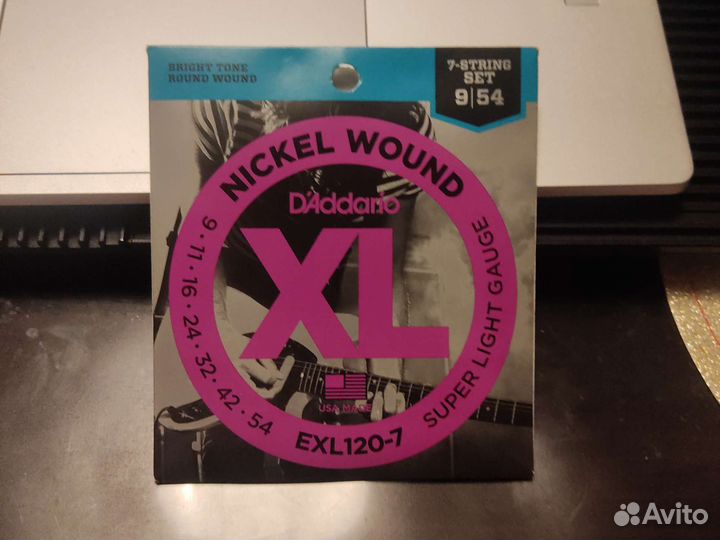 BRIGHT TONE
ROUND WOUND
7-STRING
SET
9|54
NICKEL WOUND
D'Addario
XL
9 · 11 · 16 · 24 · 32 · 42 · 54
USA MADE
EXL120-7
SUPER LIGHT GAUGE
Avito